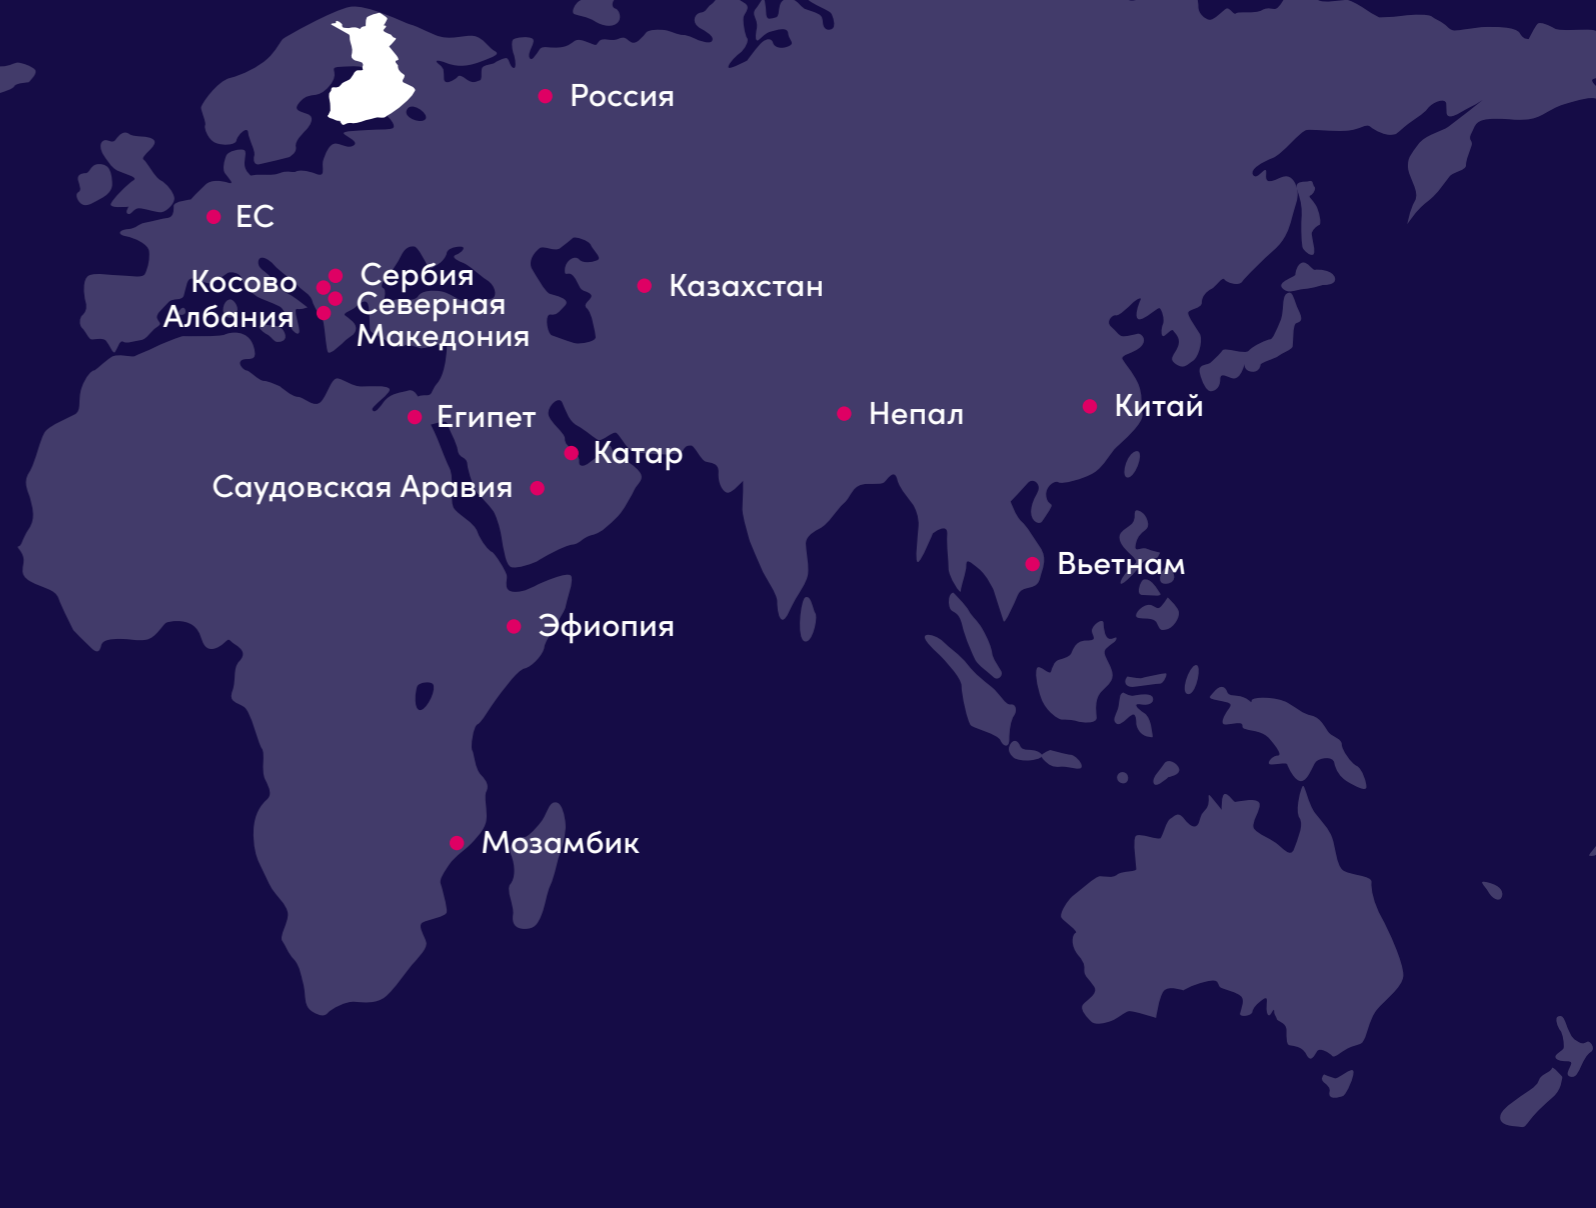 Россия
ЕС
Сербия
Косово
Северная
Македония
Албания
Казахстан
Непал
Китай
Египет
Катар
Саудовская Аравия
Вьетнам
Эфиопия
Мозамбик